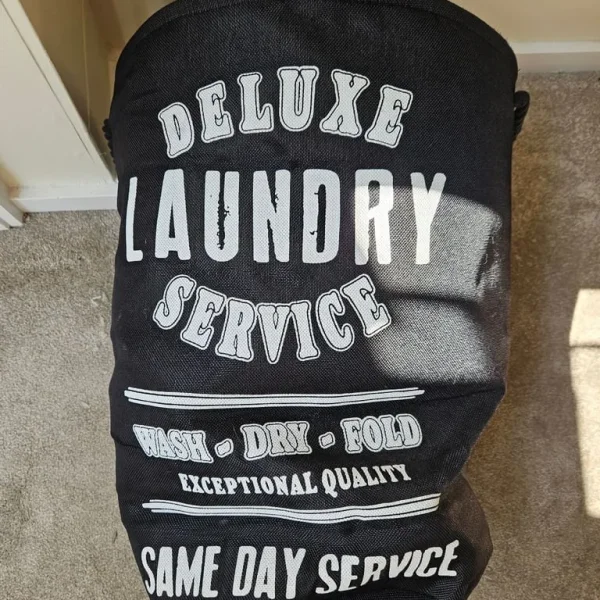 DELUXE
LAUNDRY
SERVICE
WASH - DRY - FOLD
EXCEPTIONAL QUALITY
SAME DAY SERVICE